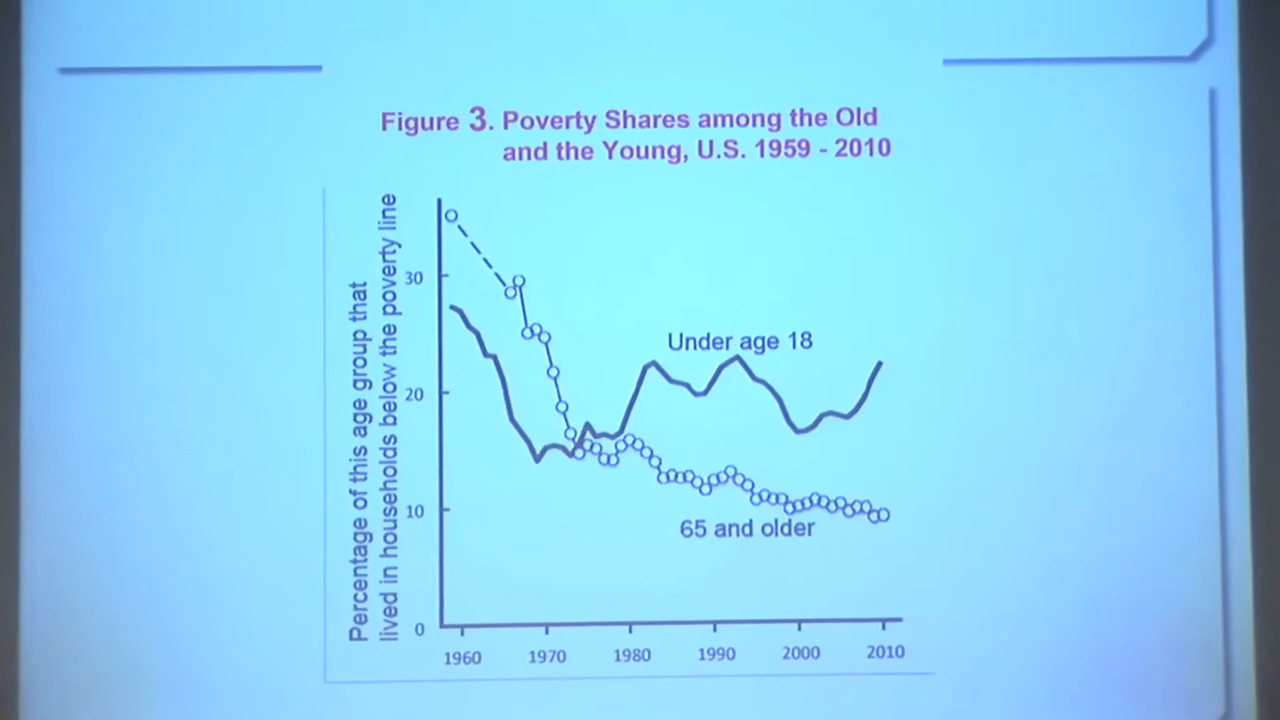 Figure 3. Poverty Shares among the Old
and the Young, U.S. 1959 - 2010
Percentage of this age group that
lived in households below the poverty line
30
20
10
0
Under age 18
65 and older
1960 1970 1980 1990 2000 2010